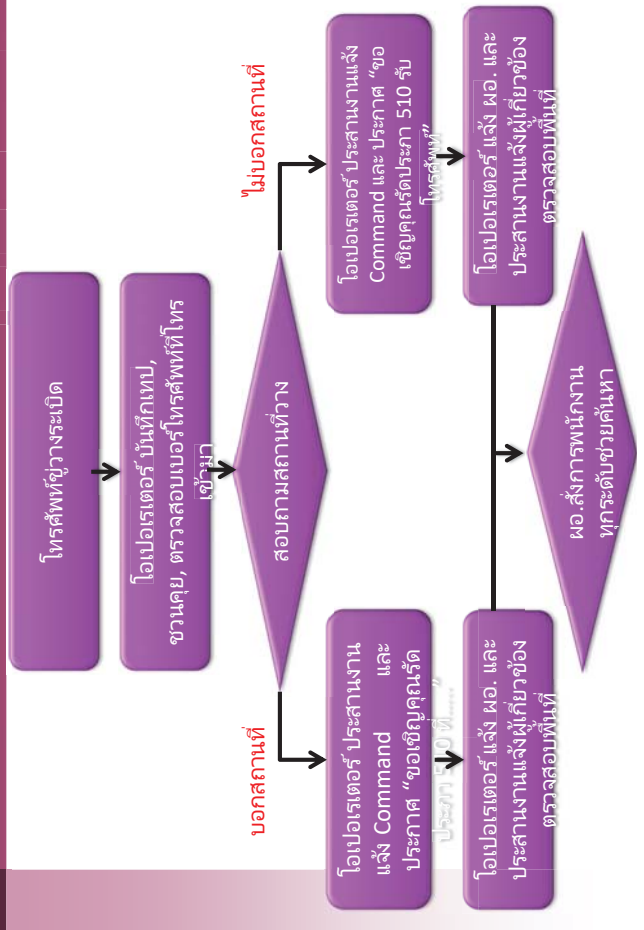 โทรศัพท์ขู่วางระเบิด
โอเปอเรเตอร์ บันทึกเทป,
ชวนคุย, ตรวจสอบเบอร์โทรศัพท์ที่โทร
เข้ามา
สอบถามสถานที่วาง
บอกสถานที่
โอเปอเรเตอร์ ประสานงาน
แจ้ง Command และ
ประกาศ “ขอเชิญคุณรัด
ประภา 510 ที่.....”
โอเปอเรเตอร์ แจ้ง ผอ. และ
ประสานงานแจ้งผู้เกี่ยวข้อง
ตรวจสอบพื้นที่
ไม่บอกสถานที่
โอเปอเรเตอร์ ประสานงานแจ้ง
Command และ ประกาศ “ขอ
เชิญคุณรัดประภา 510 รับ
โทรศัพท์”
โอเปอเรเตอร์ แจ้ง ผอ. และ
ประสานงานแจ้งผู้เกี่ยวข้อง
ตรวจสอบพื้นที่
ผอ.สั่งการพนักงาน
ทุกระดับช่วยค้นหา